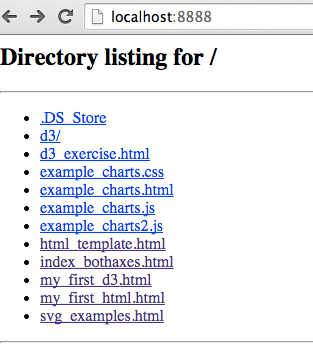 localhost:8888
Directory listing for /
.DS_Store
d3/
d3_exercise.html
example_charts.css
example_charts.html
example_charts.js
example_charts2.js
html_template.html
index_bothaxes.html
my_first_d3.html
my_first_html.html
svg_examples.html